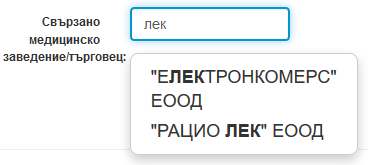 Свързано
медицинско
заведение/търговец:
лек
"ЕЛЕКТРОНКОМЕРС"
ЕООД
"РАЦИО ЛЕК" ЕООД